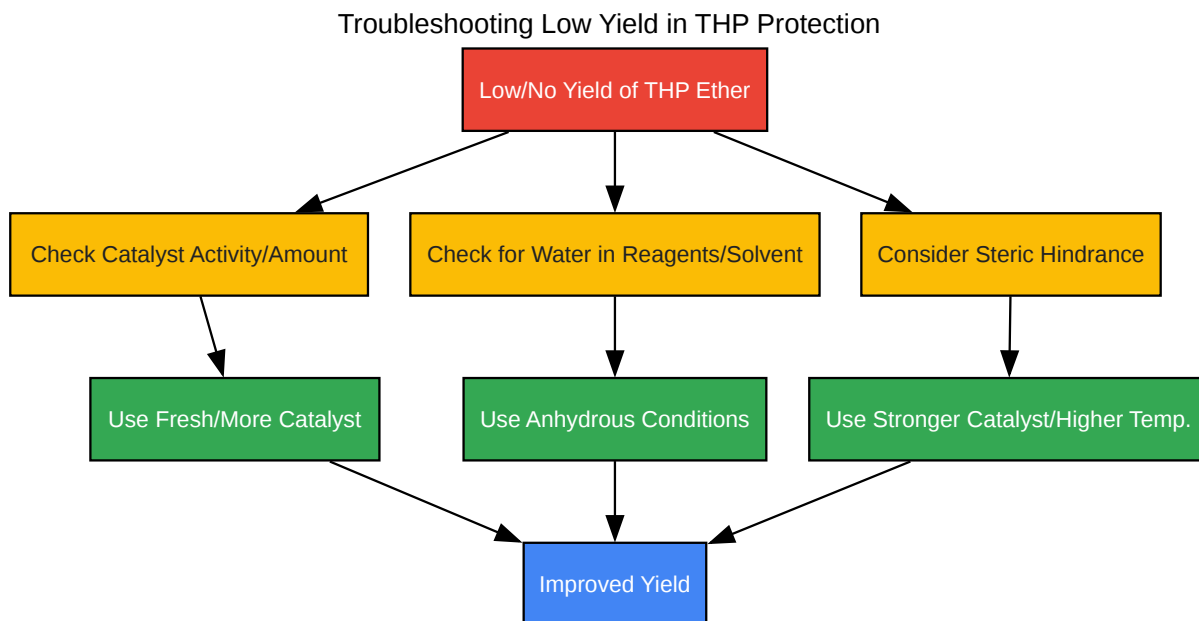 Troubleshooting Low Yield in THP Protection
Low/No Yield of THP Ether
Check Catalyst Activity/Amount
Check for Water in Reagents/Solvent
Consider Steric Hindrance
Use Fresh/More Catalyst
Use Anhydrous Conditions
Use Stronger Catalyst/Higher Temp.
Improved Yield